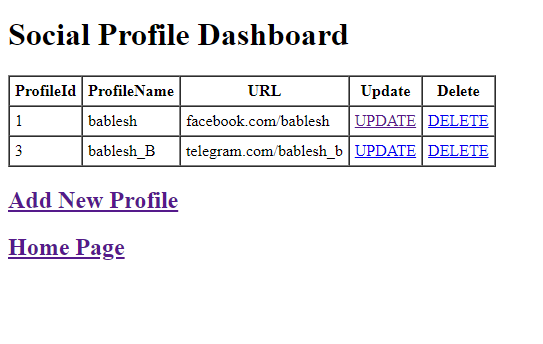 Social Profile Dashboard
ProfileId ProfileName URL Update Delete
1 bablesh facebook.com/bablesh UPDATE DELETE
3 bablesh_B telegram.com/bablesh_b UPDATE DELETE
Add New Profile
Home Page